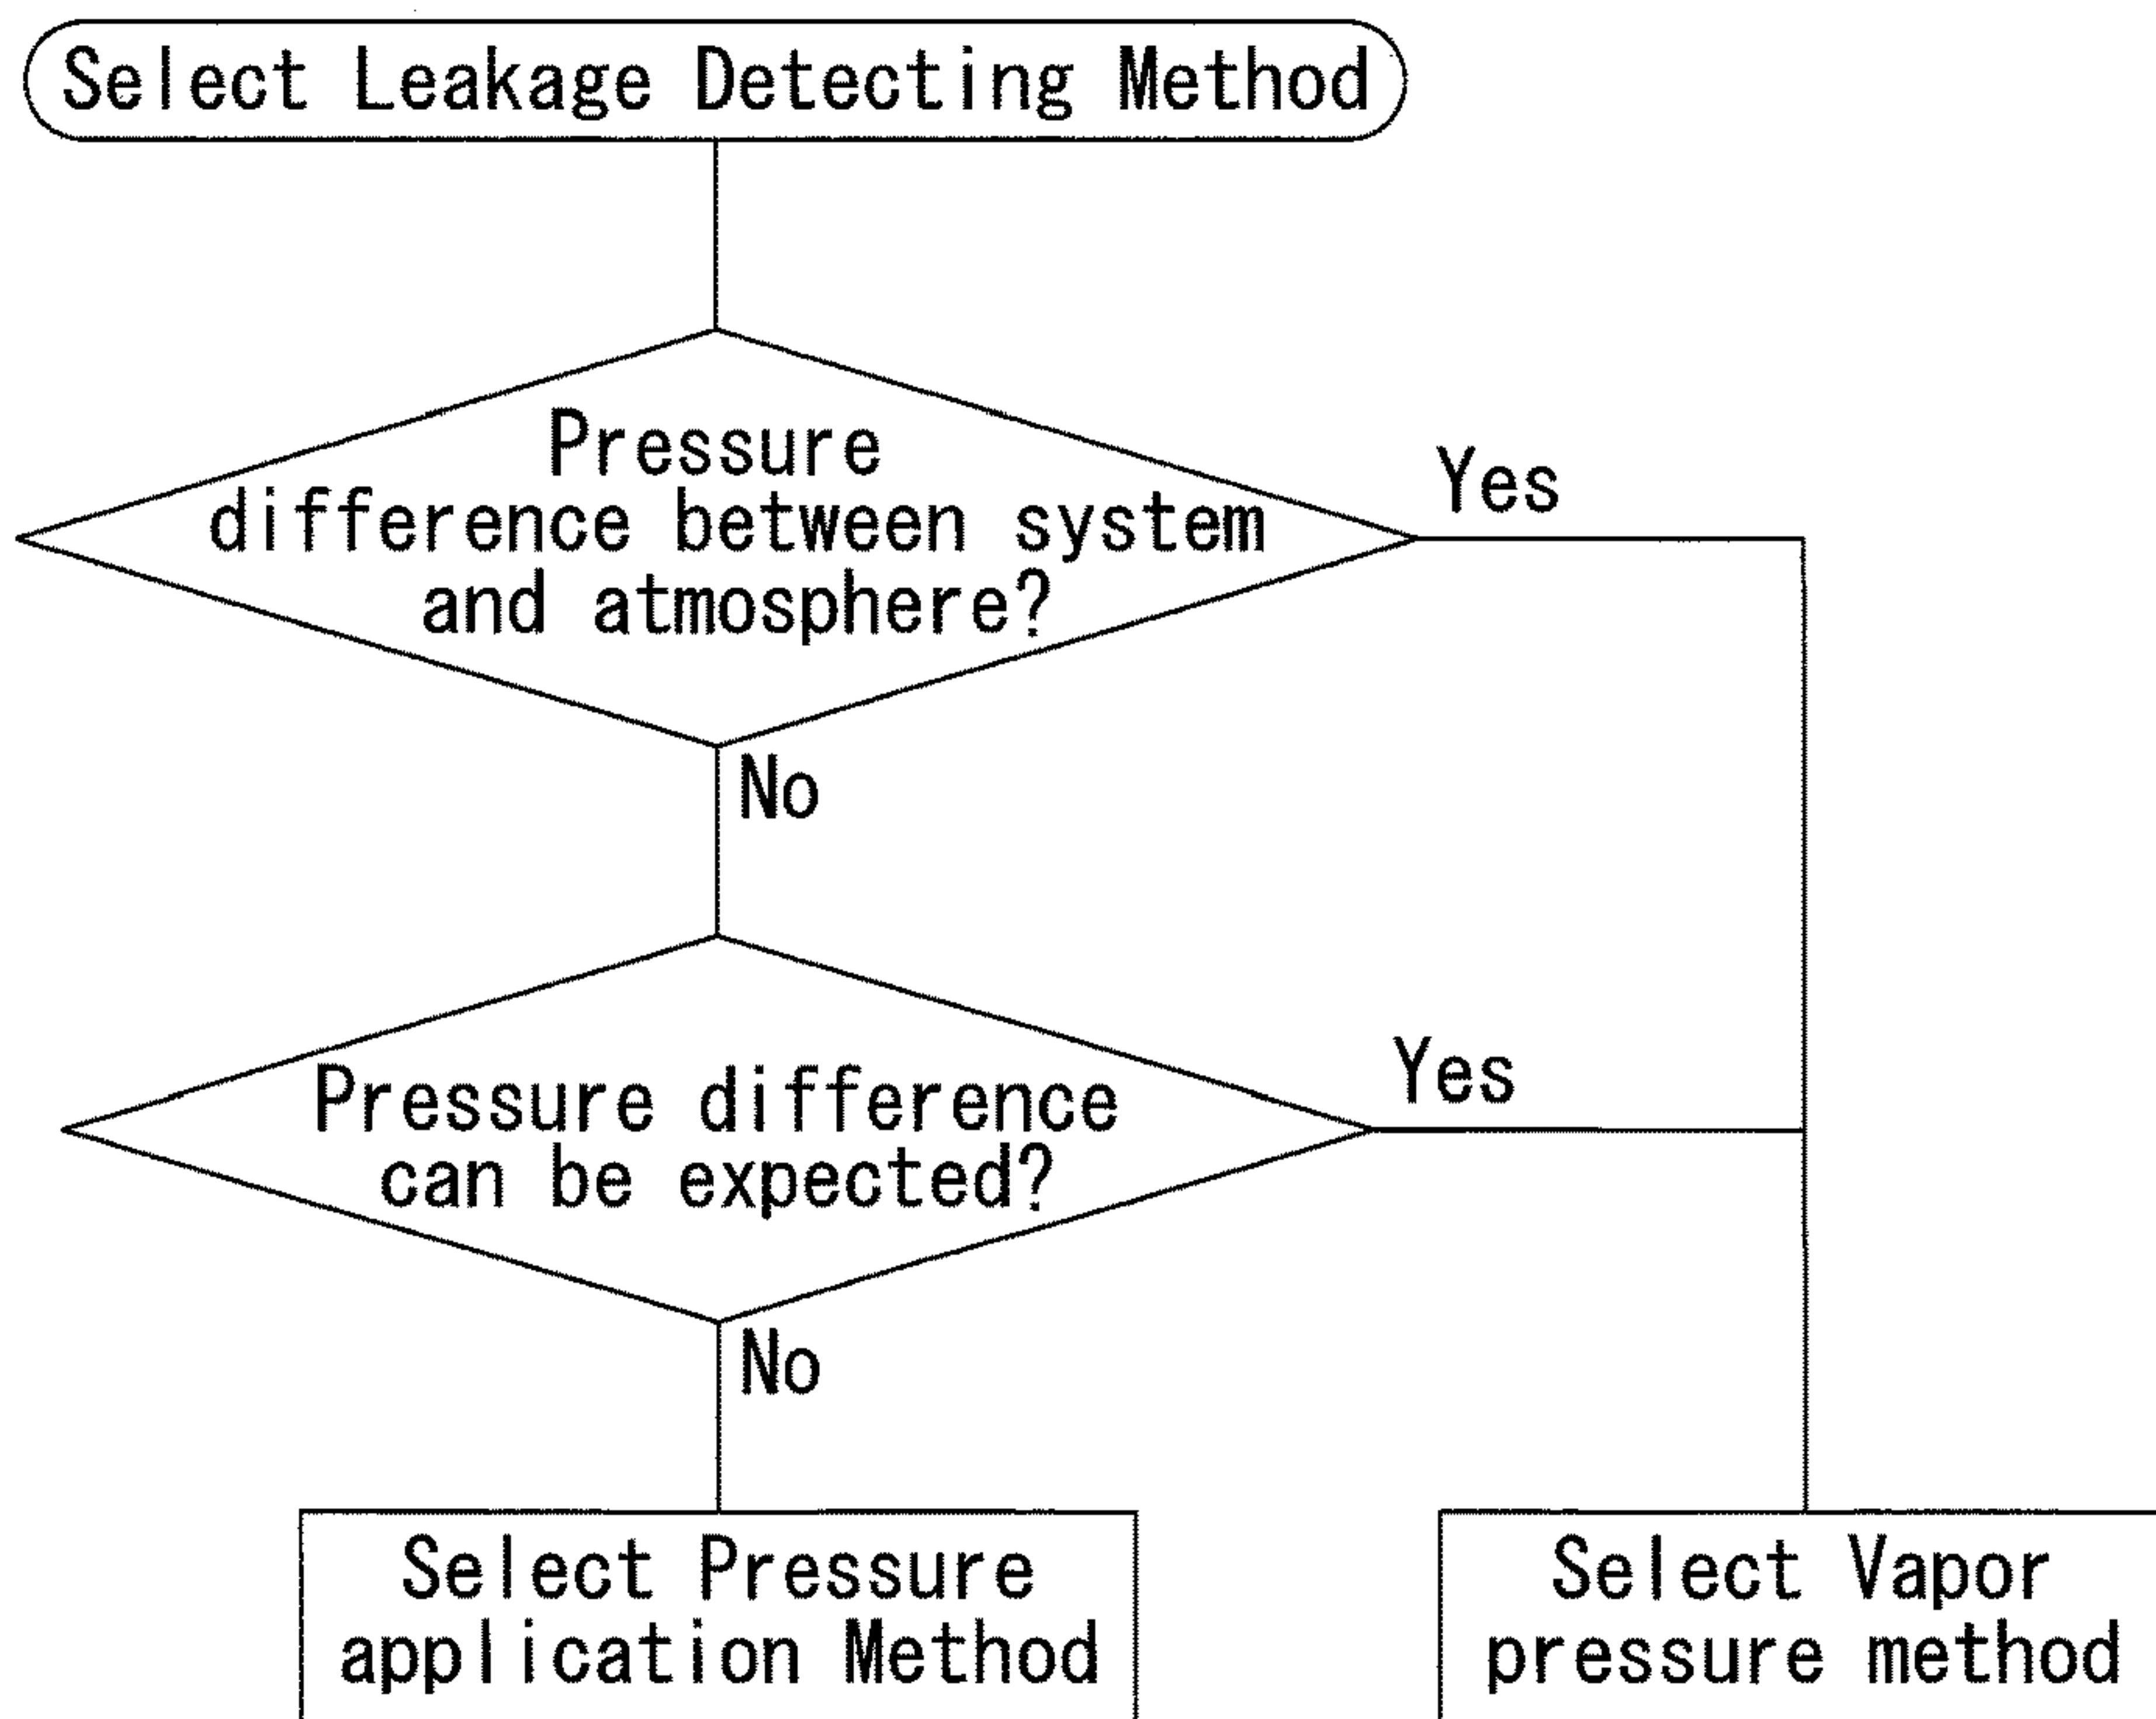 Select Leakage Detecting Method
Pressure
difference between system
and atmosphere?
Yes
No
Pressure difference
can be expected?
Yes
No
Select Pressure
application Method
Select Vapor
pressure method